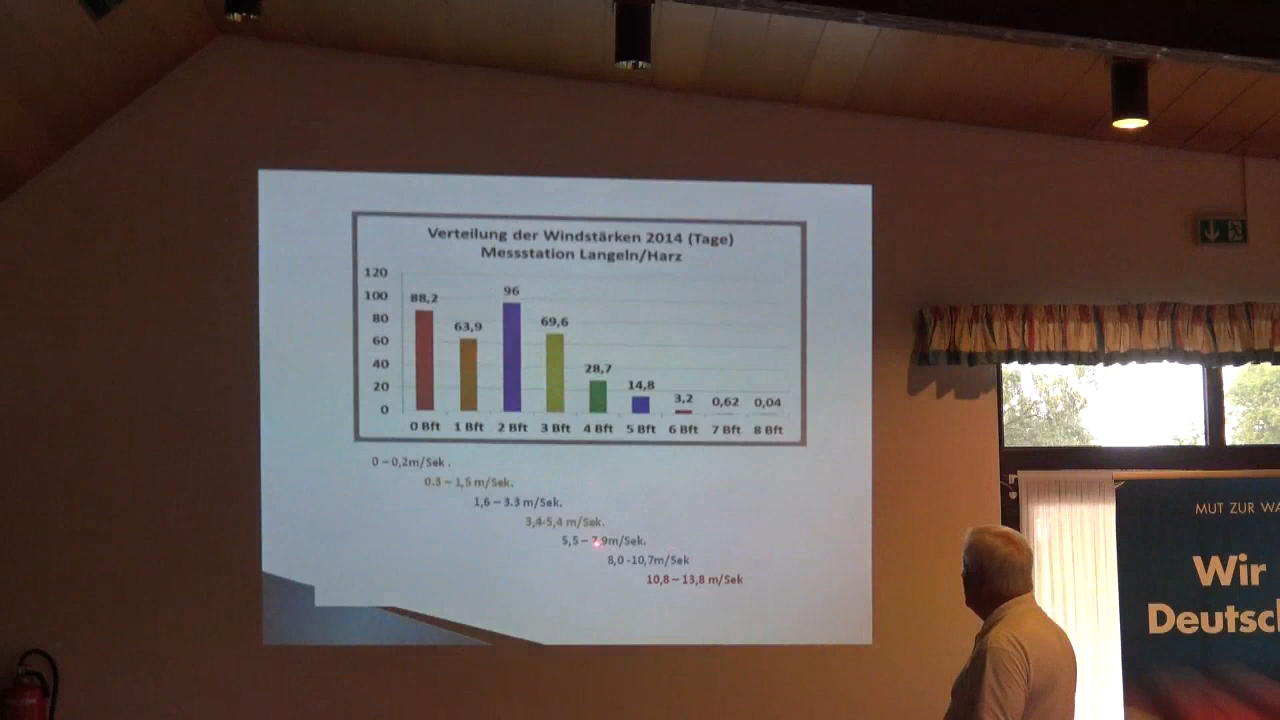 Verteilung der Windstärken 2014 (Tage)
Messstation Langeln/Harz
120
100
80
60
40
20
0
88,2
63,9
96
69,6
28,7
14,8
3,2
0,62
0,04
0 Bft
1 Bft
2 Bft
3 Bft
4 Bft
5 Bft
6 Bft
7 Bft
8 Bft
0 – 0,2m/Sek .
0.3 – 1,5 m/Sek.
1,6 – 3.3 m/Sek.
3,4-5,4 m/Sek.
5,5 – 7,9m/Sek.
8,0 -10,7m/Sek
10,8 – 13,8 m/Sek
MUT ZUR WA
Wir
Deutsc